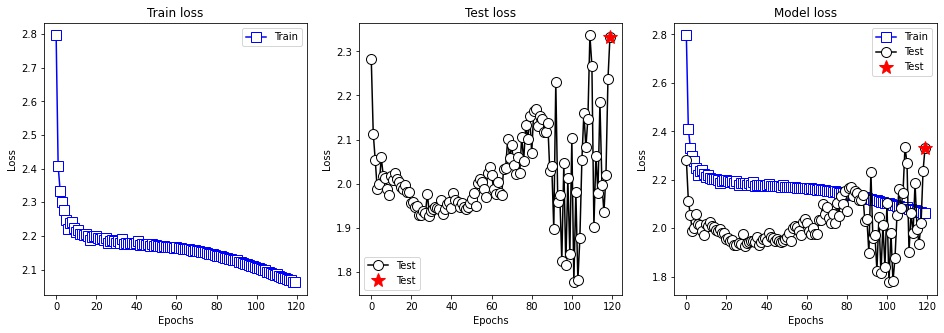 Train loss
Loss
2.8
2.7
2.6
2.5
2.4
2.3
2.2
2.1
0 20 40 60 80 100 120
Epochs
Train
Test loss
Loss
2.3
2.2
2.1
2.0
1.9
1.8
0 20 40 60 80 100 120
Epochs
Test
Test
Model loss
Loss
2.8
2.6
2.4
2.2
2.0
1.8
0 20 40 60 80 100 120
Epochs
Train
Test
Test